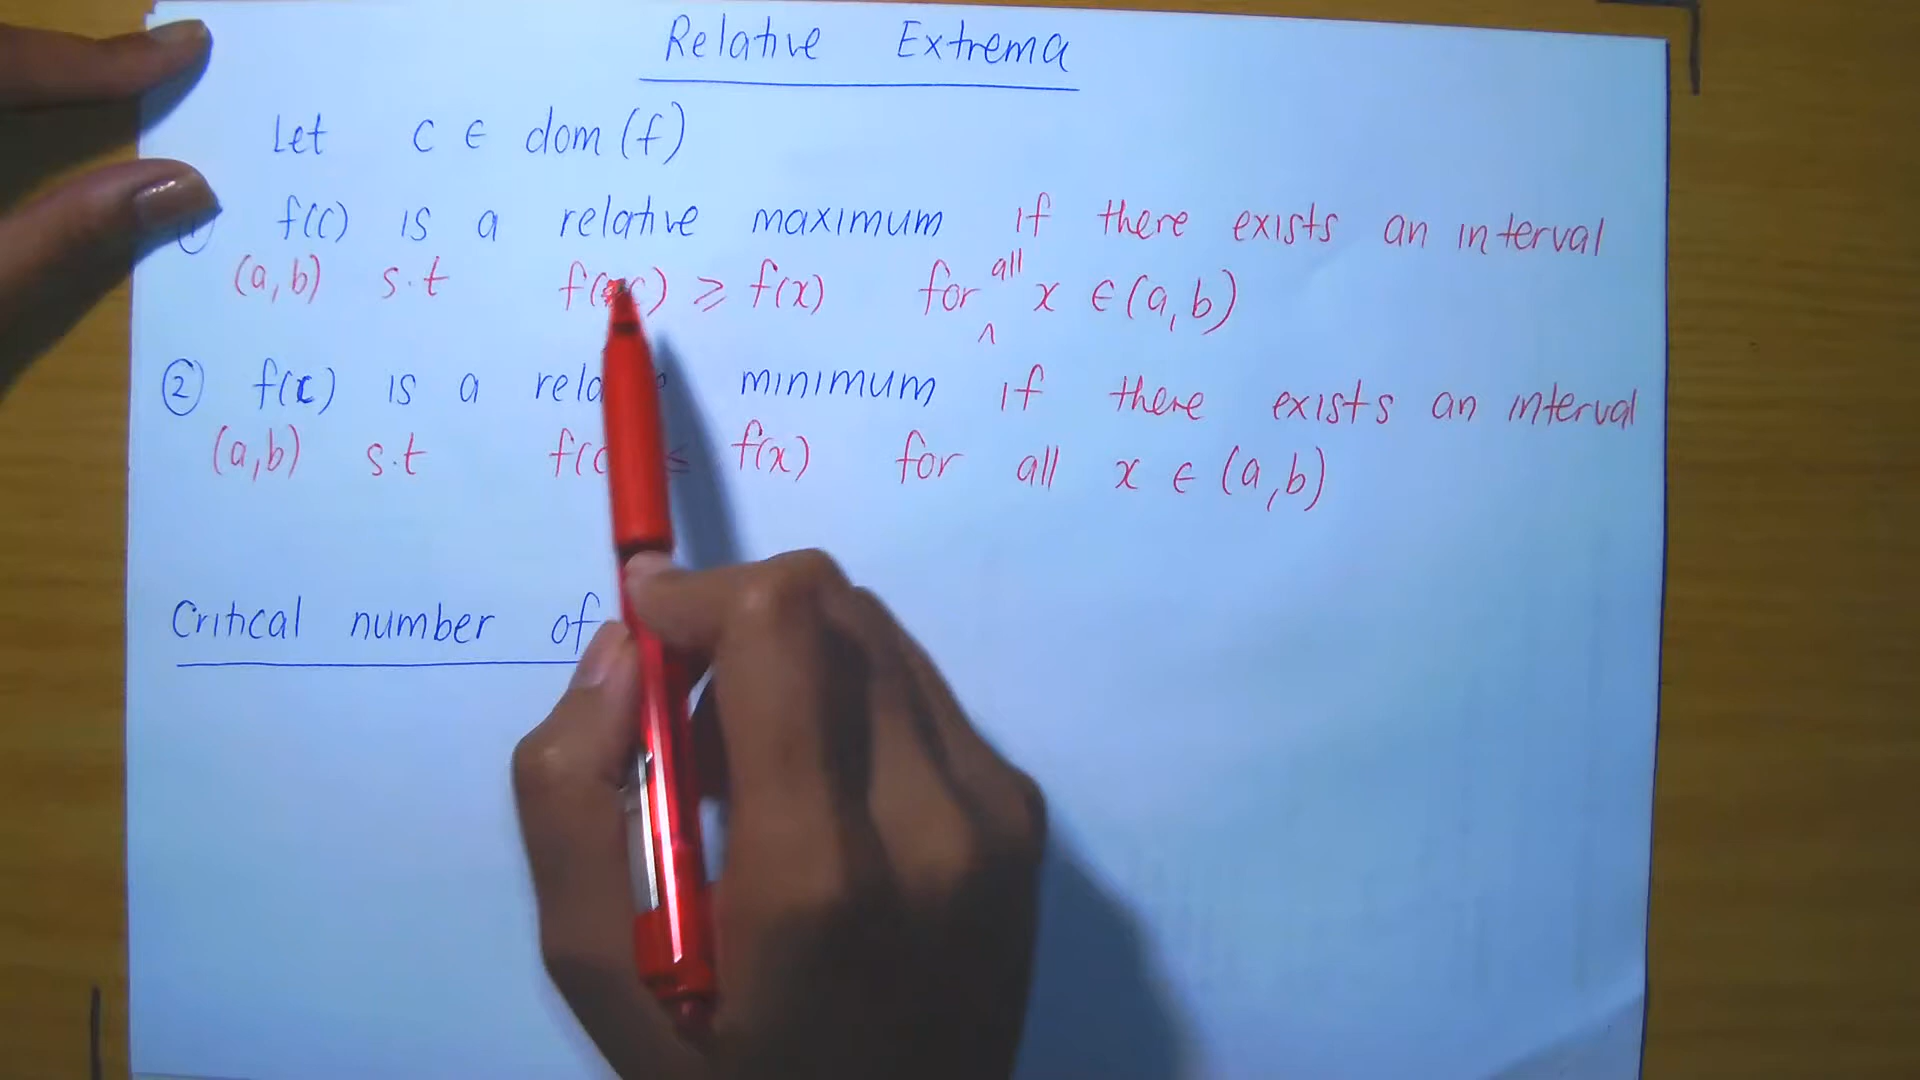 Relative Extrema
Let c ∈ dom (f)
① f(c) is a relative maximum if there exists an interval
(a, b) s.t f(c) ⩾ f(x) for all x ∈ (a, b)
② f(c) is a minimum if there exists an interval
(a,b) s.t f(x) for all x ∈ (a, b)
Critical number of